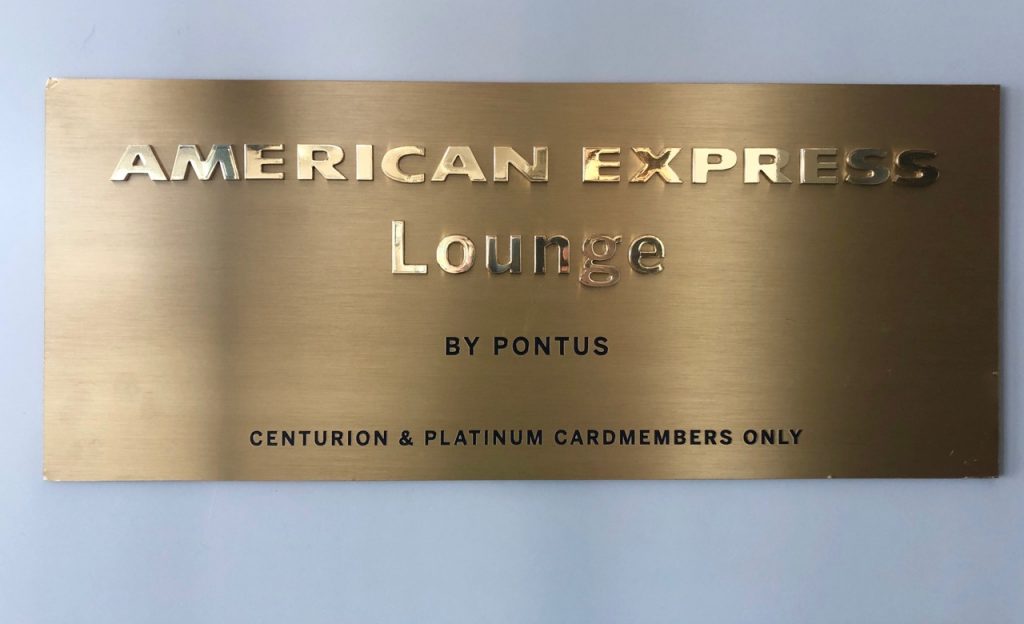 AMERICAN EXPRESS
Lounge
BY PONTUS
CENTURION & PLATINUM CARDMEMBERS ONLY